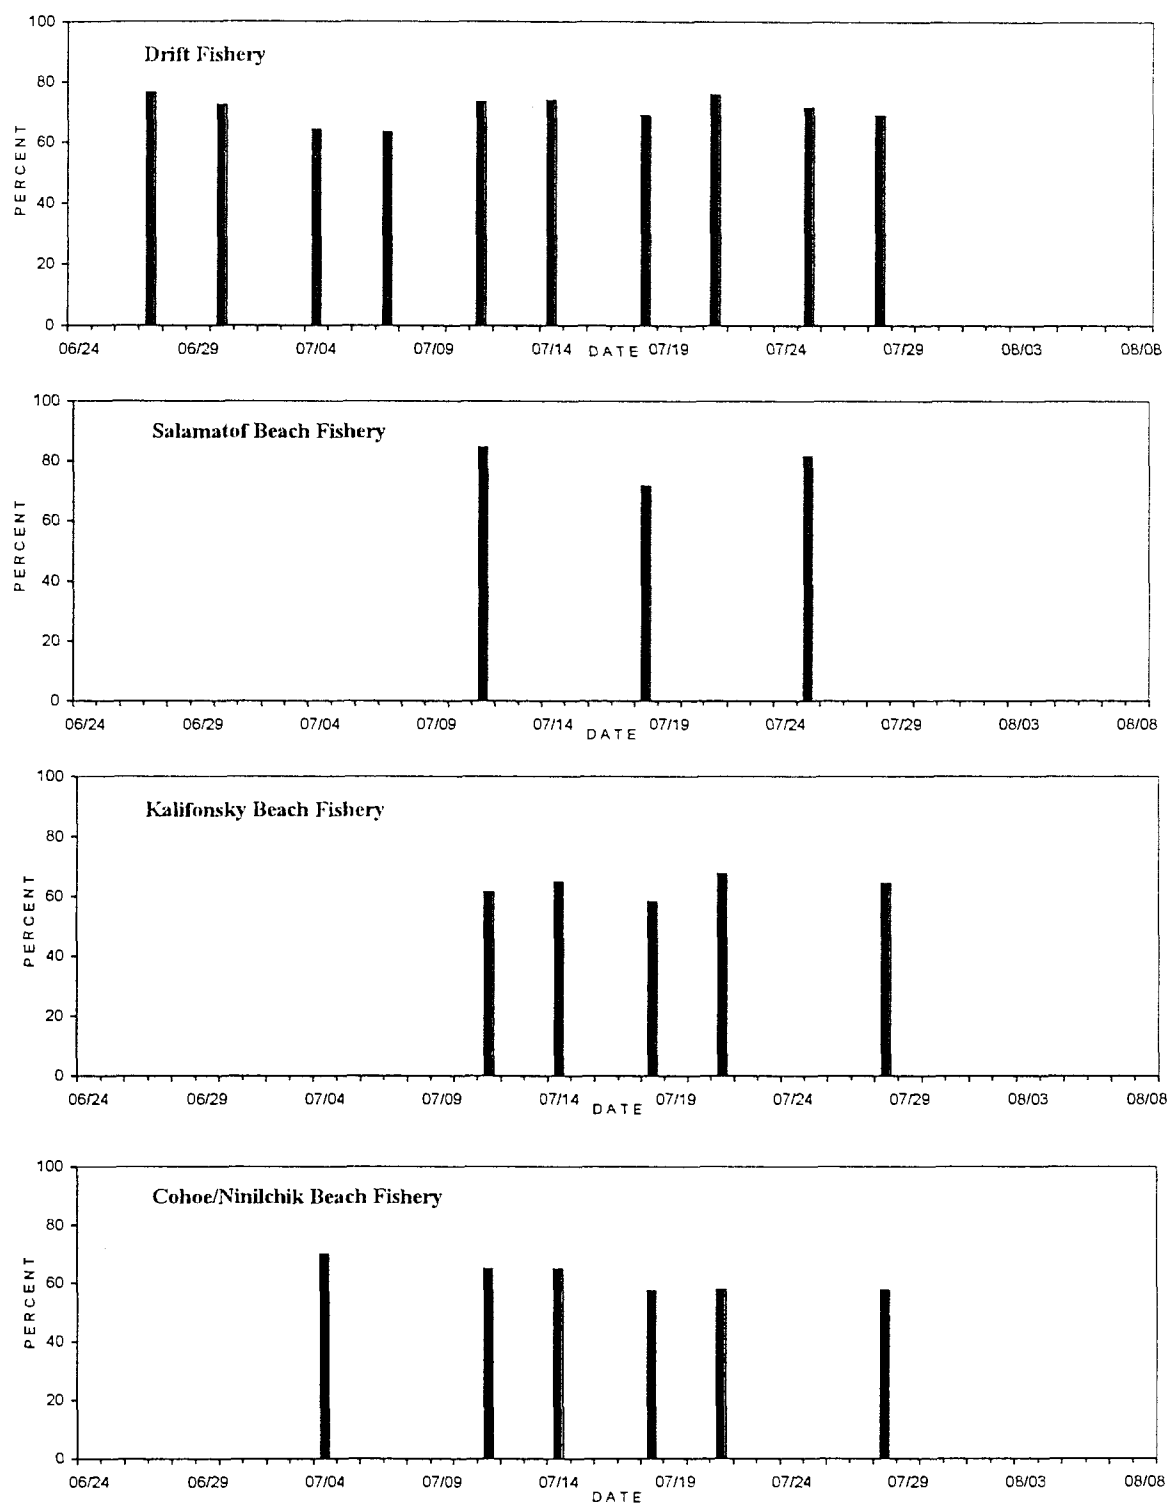 100
Drift Fishery
80
60
40
20
0
PERCENT
06/24 06/29 07/04 07/09 07/14 DATE 07/19 07/24 07/29 08/03 08/08
100
Salamatof Beach Fishery
80
60
40
20
0
PERCENT
06/24 06/29 07/04 07/09 07/14 DATE 07/19 07/24 07/29 08/03 08/08
100
Kalifonsky Beach Fishery
80
60
40
20
0
PERCENT
06/24 06/29 07/04 07/09 07/14 DATE 07/19 07/24 07/29 08/03 08/08
100
Cohoe/Ninilchik Beach Fishery
80
60
40
20
0
PERCENT
06/24 06/29 07/04 07/09 07/14 DATE 07/19 07/24 07/29 08/03 08/08